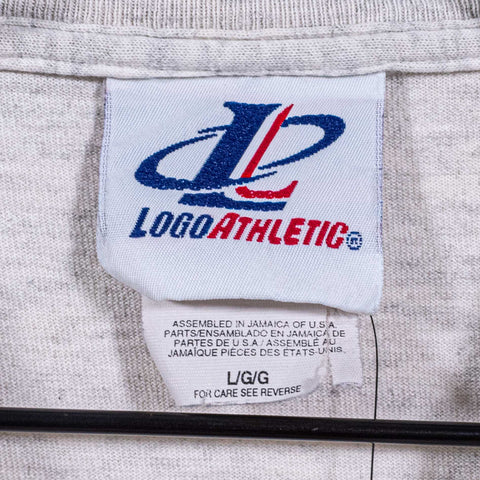 LOGOATHLETIC®
ASSEMBLED IN JAMAICA OF U.S.A.
PARTS/ENSAMBLADO EN JAMAICA DE
PARTES DE U.S.A./ASSEMBLÉ AU
JAMAÏQUE PIÈCES DES ÉTATS-UNIS.
L/G/G
FOR CARE SEE REVERSE